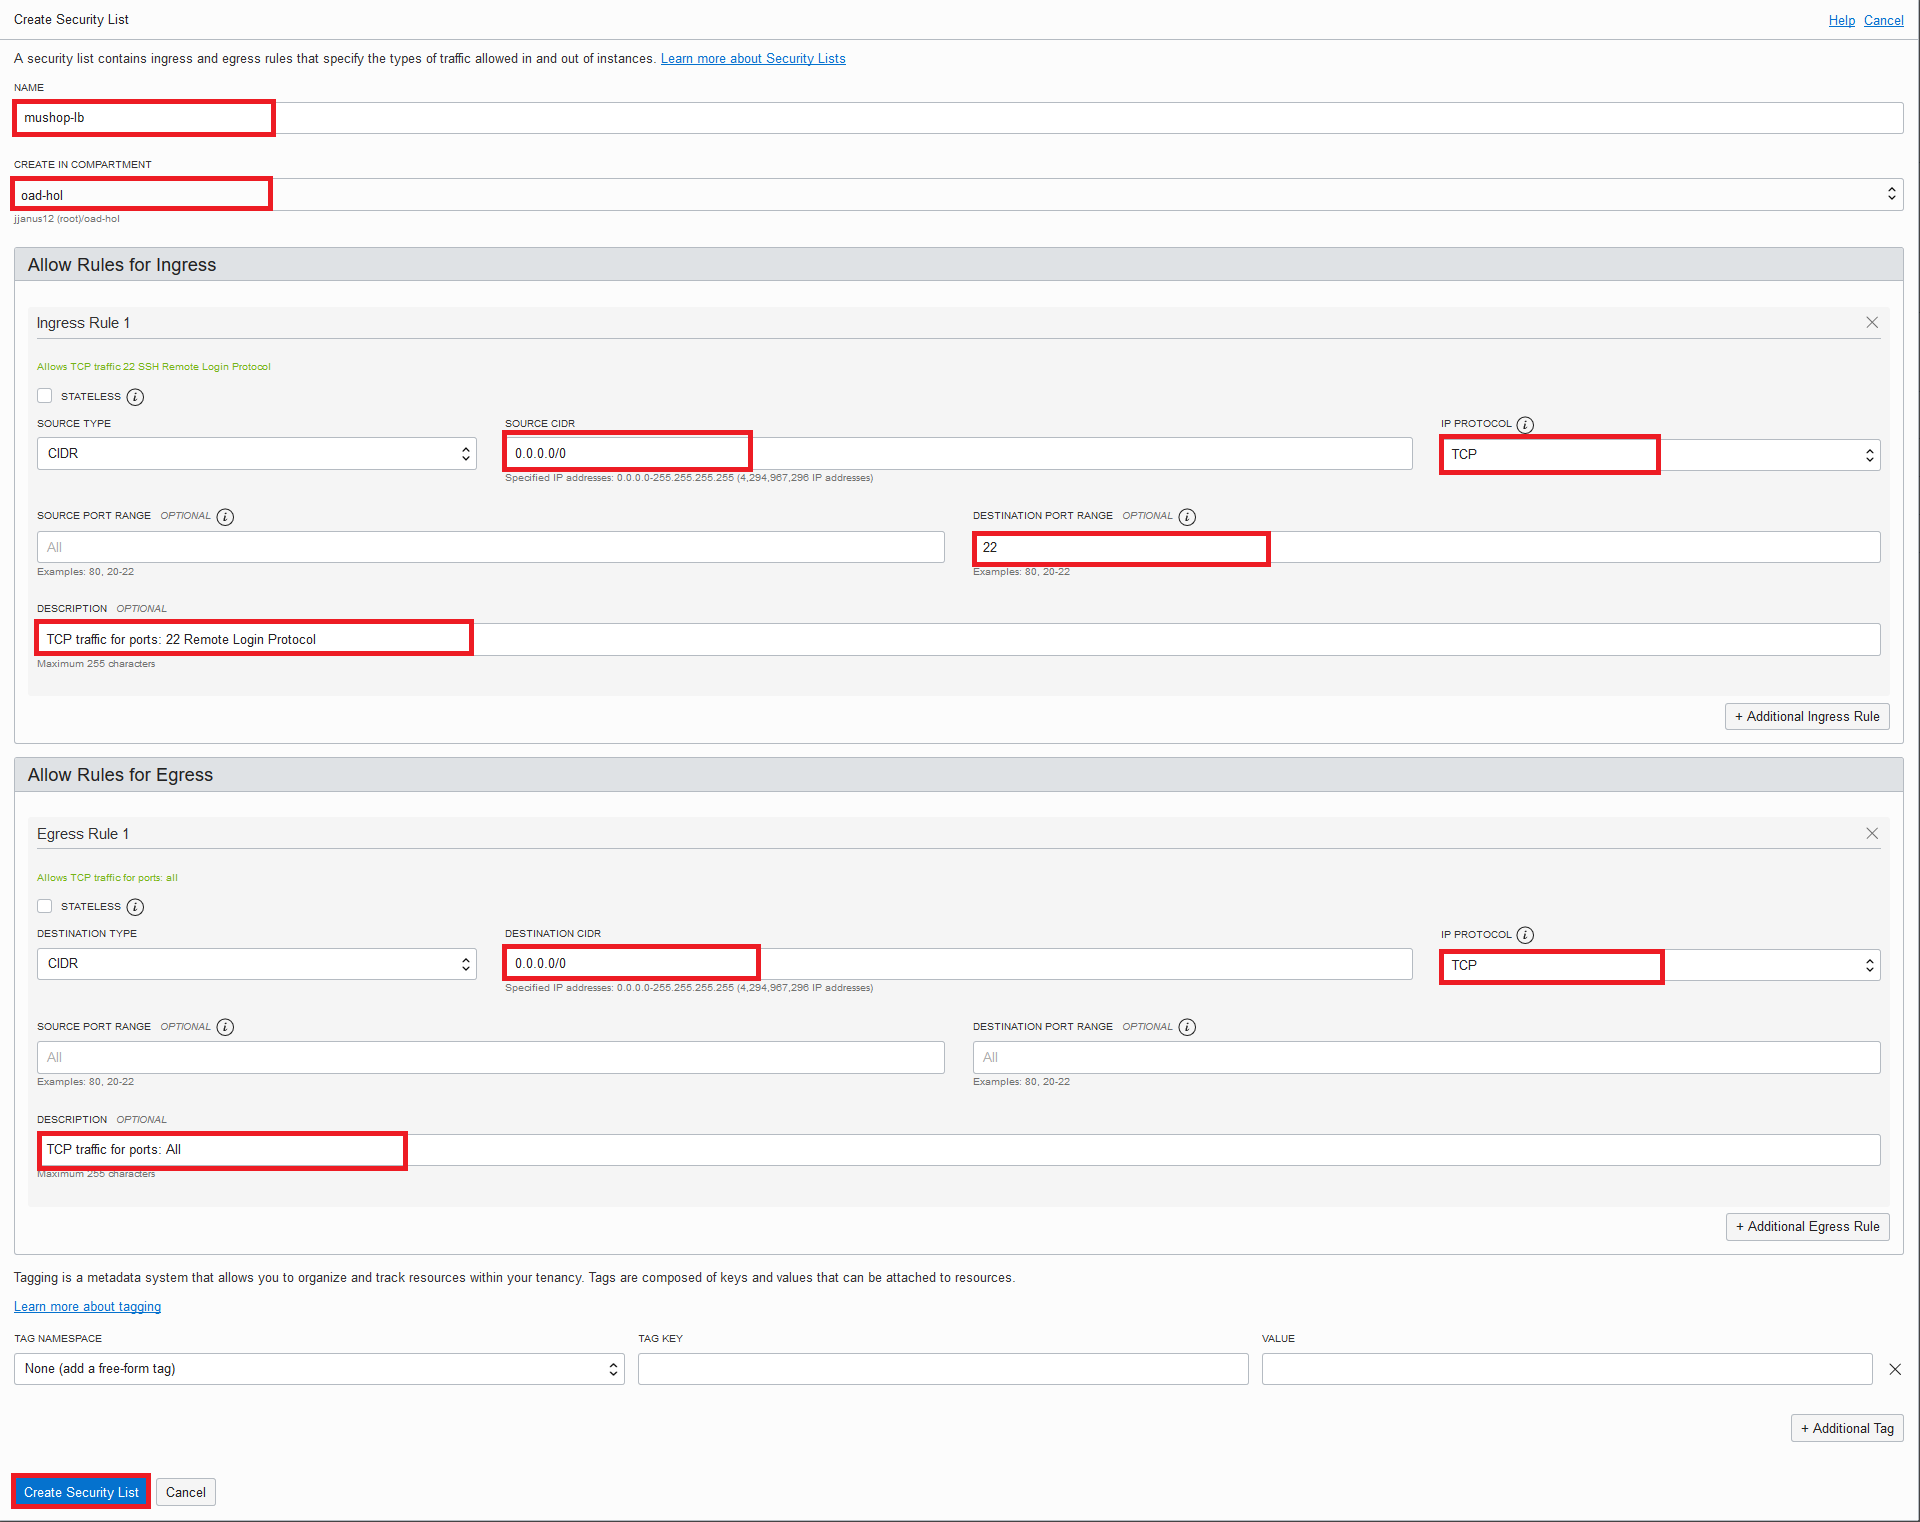 Create Security List
Help Cancel
A security list contains ingress and egress rules that specify the types of traffic allowed in and out of instances. Learn more about Security Lists
NAME
mushop-lb
CREATE IN COMPARTMENT
oad-hol
jjanus12 (root)/oad-hol
Allow Rules for Ingress
Ingress Rule 1
Allows TCP traffic 22 SSH Remote Login Protocol
STATELESS i
SOURCE TYPE
SOURCE CIDR
IP PROTOCOL i
CIDR
0.0.0.0/0
TCP
Specified IP addresses: 0.0.0.0-255.255.255.255 (4,294,967,296 IP addresses)
SOURCE PORT RANGE OPTIONAL i
DESTINATION PORT RANGE OPTIONAL i
All
22
Examples: 80, 20-22
Examples: 80, 20-22
DESCRIPTION OPTIONAL
TCP traffic for ports: 22 Remote Login Protocol
Maximum 255 characters
+ Additional Ingress Rule
Allow Rules for Egress
Egress Rule 1
Allows TCP traffic for ports: all
STATELESS i
DESTINATION TYPE
DESTINATION CIDR
IP PROTOCOL i
CIDR
0.0.0.0/0
TCP
Specified IP addresses: 0.0.0.0-255.255.255.255 (4,294,967,296 IP addresses)
SOURCE PORT RANGE OPTIONAL i
DESTINATION PORT RANGE OPTIONAL i
All
All
Examples: 80, 20-22
Examples: 80, 20-22
DESCRIPTION OPTIONAL
TCP traffic for ports: All
Maximum 255 characters
+ Additional Egress Rule
Tagging is a metadata system that allows you to organize and track resources within your tenancy. Tags are composed of keys and values that can be attached to resources.
Learn more about tagging
TAG NAMESPACE
TAG KEY
VALUE
None (add a free-form tag)
+ Additional Tag
Create Security List
Cancel